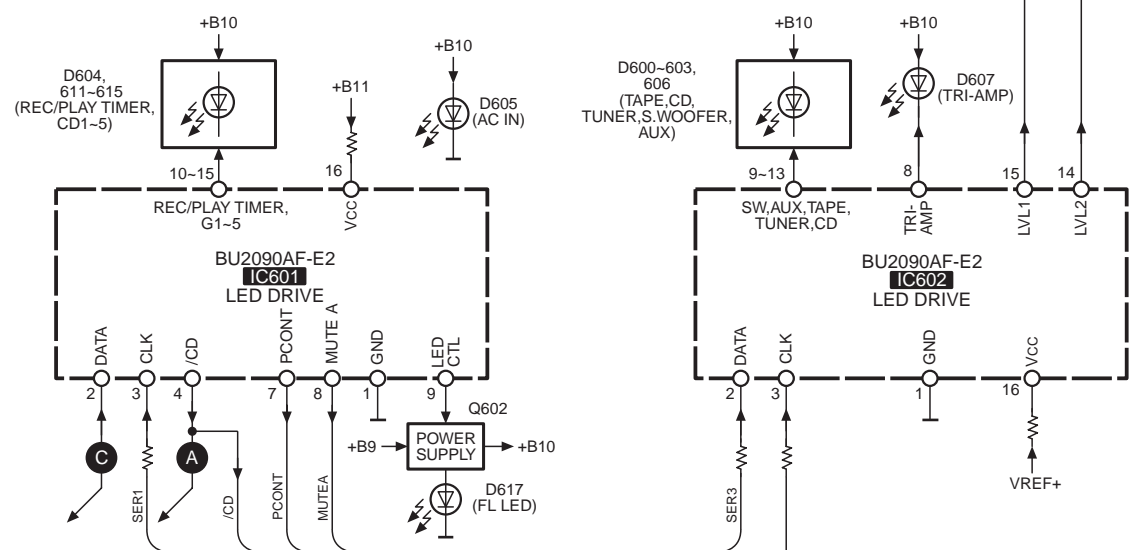 +B10
D604,
611~615
(REC/PLAY TIMER,
CD1~5)
+B10
D605
(AC IN)
+B11
10~15
16
REC/PLAY TIMER,
G1~5
VCC
BU2090AF-E2
IC601
LED DRIVE
DATA
CLK
/CD
PCONT
MUTE A
GND
LED
CTL
2
3
4
7
8
1
9
Q602
C
A
+B9
POWER
SUPPLY
+B10
SER1
/CD
PCONT
MUTEA
D617
(FL LED)
+B10
D600~603,
606
(TAPE,CD,
TUNER,S.WOOFER,
AUX)
+B10
D607
(TRI-AMP)
9~13
8
15
14
SW,AUX,TAPE,
TUNER,CD
TRI-
AMP
LVL1
LVL2
BU2090AF-E2
IC602
LED DRIVE
DATA
CLK
GND
VCC
2
3
1
16
SER3
VREF+